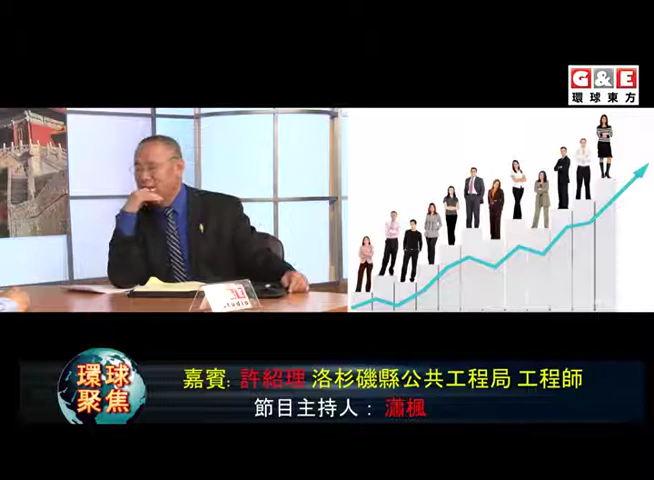 G&E
環球東方
G&E
studio
環球
聚焦
嘉賓: 許紹理 洛杉磯縣公共工程局 工程師
節目主持人: 瀟楓